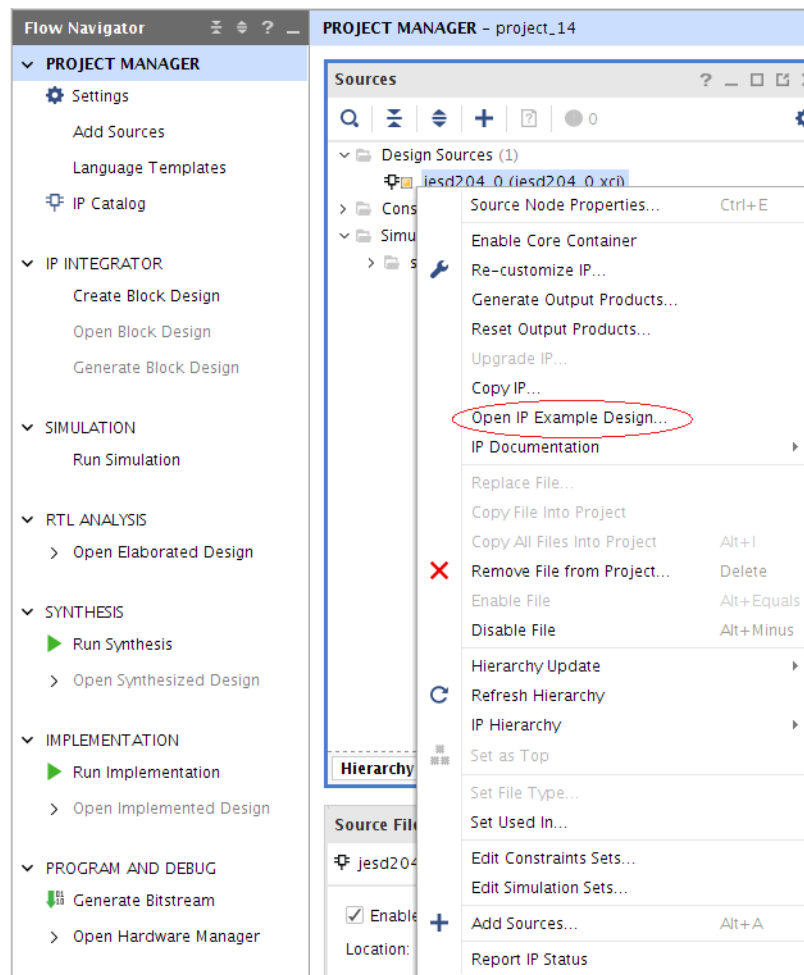 Flow Navigator ?
PROJECT MANAGER
Settings
Add Sources
Language Templates
IP Catalog
IP INTEGRATOR
Create Block Design
Open Block Design
Generate Block Design
SIMULATION
Run Simulation
RTL ANALYSIS
Open Elaborated Design
SYNTHESIS
Run Synthesis
Open Synthesized Design
IMPLEMENTATION
Run Implementation
Open Implemented Design
PROGRAM AND DEBUG
Generate Bitstream
Open Hardware Manager
PROJECT MANAGER - project_14
Sources ?
? 0
Design Sources (1)
jesd204_0 (jesd204_0.xci)
Cons
Simu
s
Hierarchy
Source File
jesd204
Enable
Location:
Source Node Properties... Ctrl+E
Enable Core Container
Re-customize IP...
Generate Output Products...
Reset Output Products...
Upgrade IP...
Copy IP...
Open IP Example Design...
IP Documentation
Replace File...
Copy File Into Project
Copy All Files Into Project Alt+I
Remove File from Project... Delete
Enable File Alt+Equals
Disable File Alt+Minus
Hierarchy Update
Refresh Hierarchy
IP Hierarchy
Set as Top
Set File Type...
Set Used In...
Edit Constraints Sets...
Edit Simulation Sets...
Add Sources... Alt+A
Report IP Status